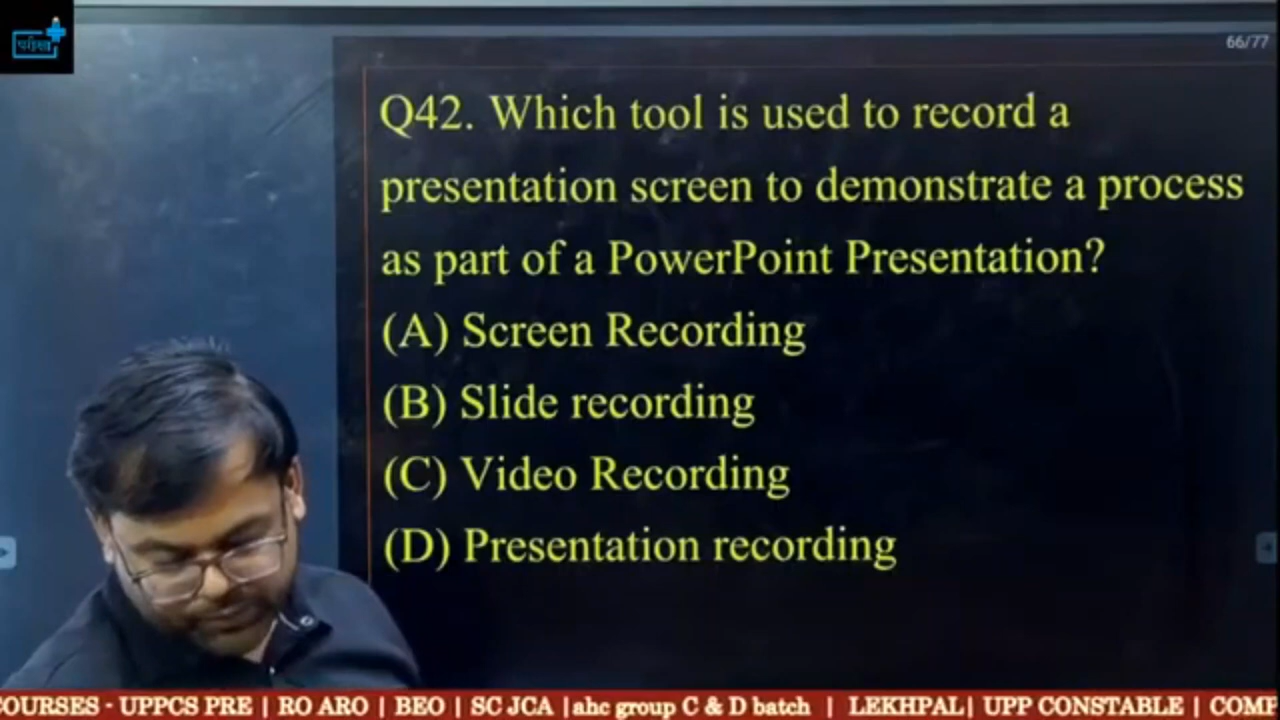 परीक्षा
66/77
Q42. Which tool is used to record a
presentation screen to demonstrate a process
as part of a PowerPoint Presentation?
(A) Screen Recording
(B) Slide recording
(C) Video Recording
(D) Presentation recording
COURSES - UPPCS PRE | RO ARO | BEO | SC JCA |ahc group C & D batch | LEKHPAL| UPP CONSTABLE | COMP